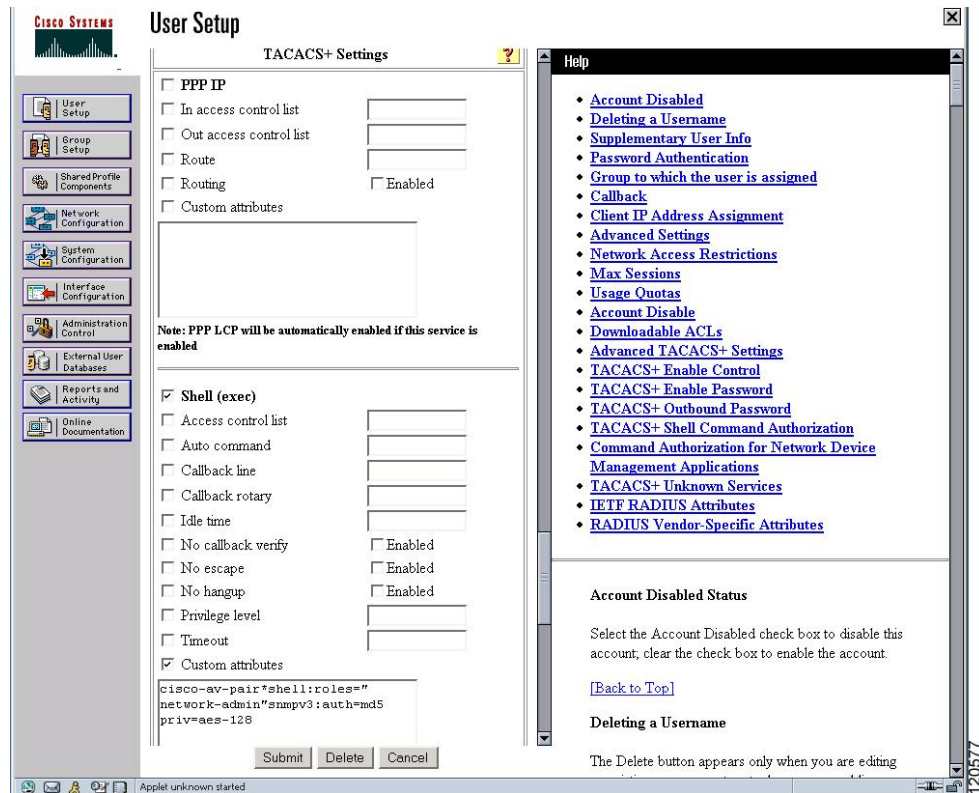 CISCO SYSTEMS
User Setup
User
Setup
Group
Setup
Shared Profile
Components
Network
Configuration
System
Configuration
Interface
Configuration
Administration
Control
External User
Databases
Reports and
Activity
Online
Documentation
TACACS+ Settings
?
PPP IP
In access control list
Out access control list
Route
Routing
Enabled
Custom attributes
Note: PPP LCP will be automatically enabled if this service is
enabled
Shell (exec)
Access control list
Auto command
Callback line
Callback rotary
Idle time
No callback verify
Enabled
No escape
Enabled
No hangup
Enabled
Privilege level
Timeout
Custom attributes
cisco-av-pair*shell:roles="
network-admin"snmpv3:auth=md5
priv=aes-128
Submit
Delete
Cancel
Help
Account Disabled
Deleting a Username
Supplementary User Info
Password Authentication
Group to which the user is assigned
Callback
Client IP Address Assignment
Advanced Settings
Network Access Restrictions
Max Sessions
Usage Quotas
Account Disable
Downloadable ACLs
Advanced TACACS+ Settings
TACACS+ Enable Control
TACACS+ Enable Password
TACACS+ Outbound Password
TACACS+ Shell Command Authorization
Command Authorization for Network Device
Management Applications
TACACS+ Unknown Services
IETF RADIUS Attributes
RADIUS Vendor-Specific Attributes
Account Disabled Status
Select the Account Disabled check box to disable this
account; clear the check box to enable the account.
[Back to Top]
Deleting a Username
The Delete button appears only when you are editing
Applet unknown started
120577